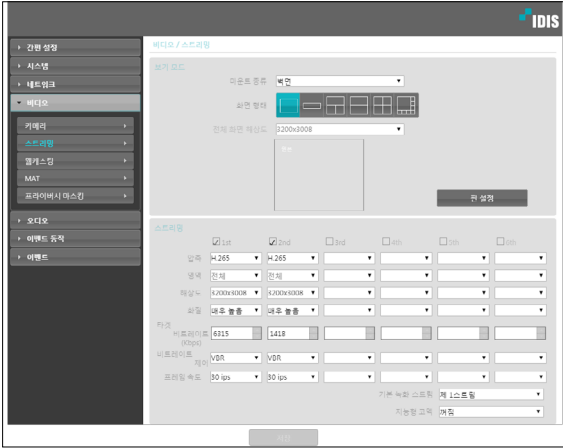 IDIS
간편 설정
시스템
네트워크
비디오
카메라
스트리밍
웹캐스팅
MAT
프라이버시 마스킹
오디오
이벤트 동작
이벤트
비디오 / 스트리밍
보기 모드
마운트 종류 벽면
화면 형태
전체 화면 해상도 3200x3008
원본
뷰 설정
스트리밍
1st 2nd 3rd 4th 5th 6th
압축 H.265 H.265
영역 전체 전체
해상도 3200x3008 3200x3008
화질 매우 높음 매우 높음
타겟
비트레이트 6315 1418
(Kbps)
비트레이트
제어 VBR VBR
프레임 속도 30 ips 30 ips
기본 녹화 스트림 제 1스트림
지능형 코덱 꺼짐
저장